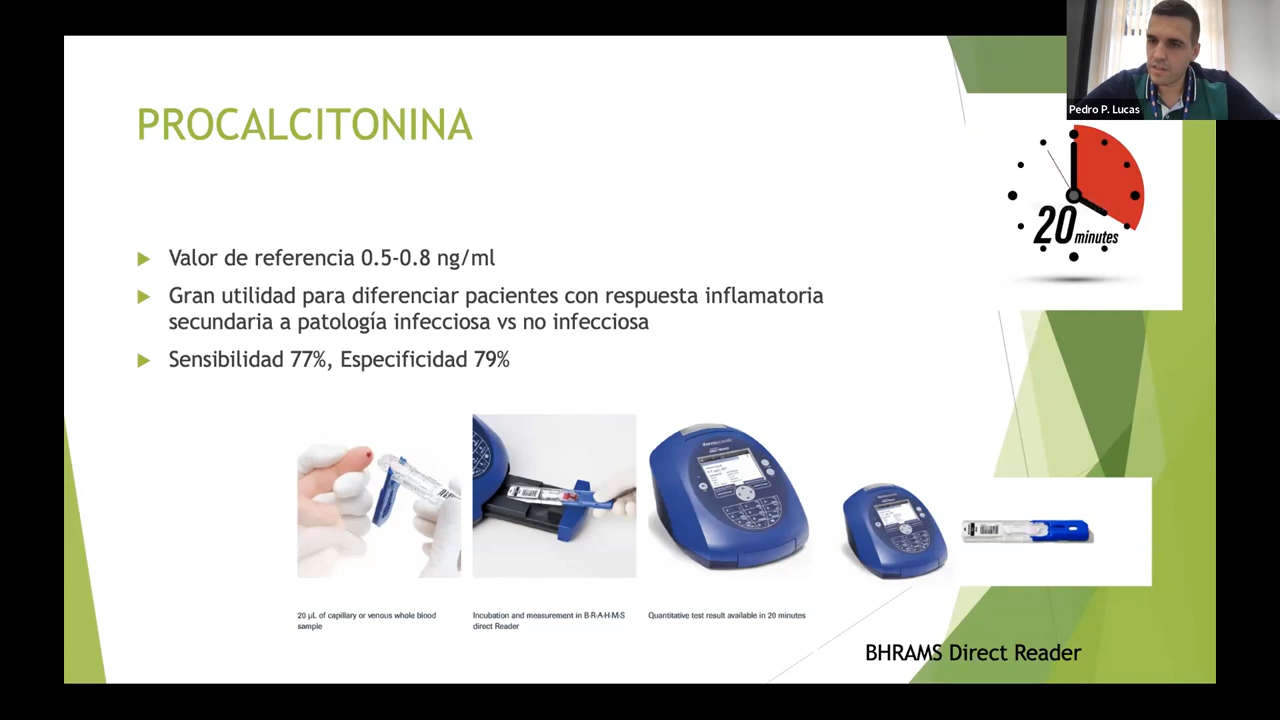 Pedro P. Lucas
PROCALCITONINA
20 minutes
Valor de referencia 0.5-0.8 ng/ml
Gran utilidad para diferenciar pacientes con respuesta inflamatoria
secundaria a patología infecciosa vs no infecciosa
Sensibilidad 77%, Especificidad 79%
20 µL of capillary or venous whole blood
sample
Incubation and measurement in B·R·A·H·M·S
direct Reader
Quantitative test result available in 20 minutes
BHRAMS Direct Reader